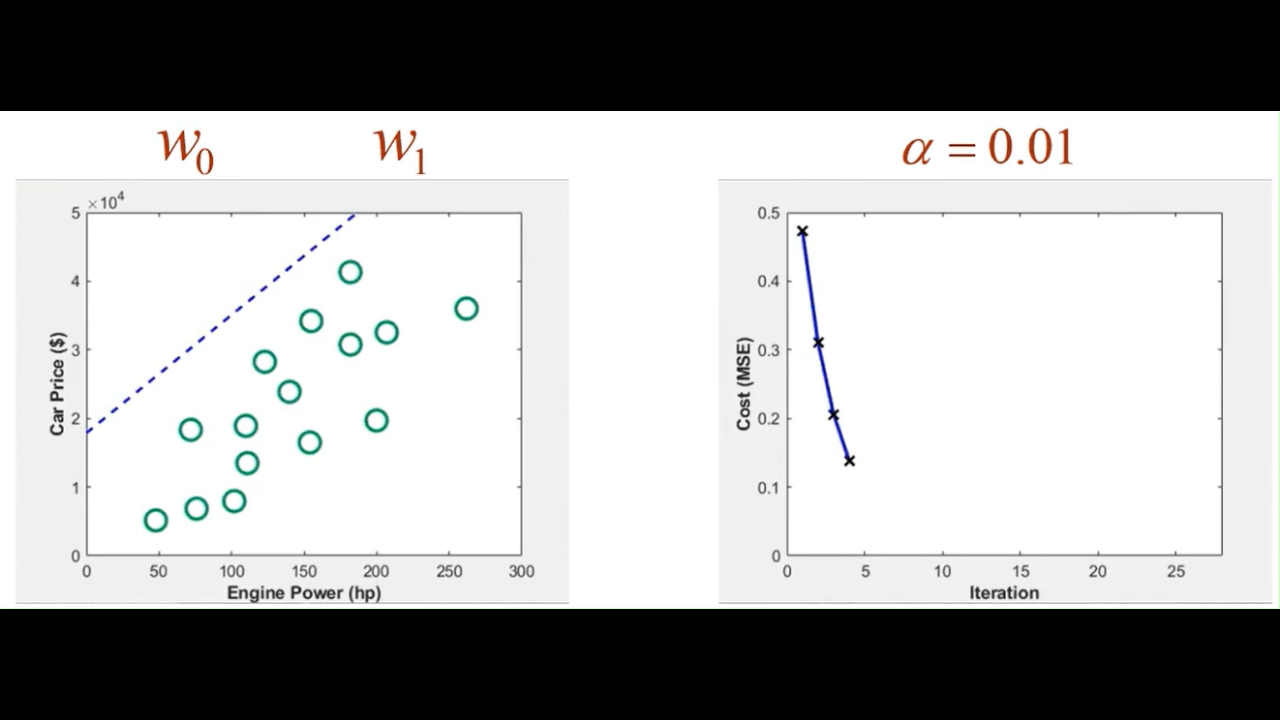 w₀ w₁
α = 0.01
×10⁴
5
4
3
2
1
0
0 50 100 150 200 250 300
Car Price ($)
Engine Power (hp)
0.5
0.4
0.3
0.2
0.1
0
0 5 10 15 20 25
Cost (MSE)
Iteration